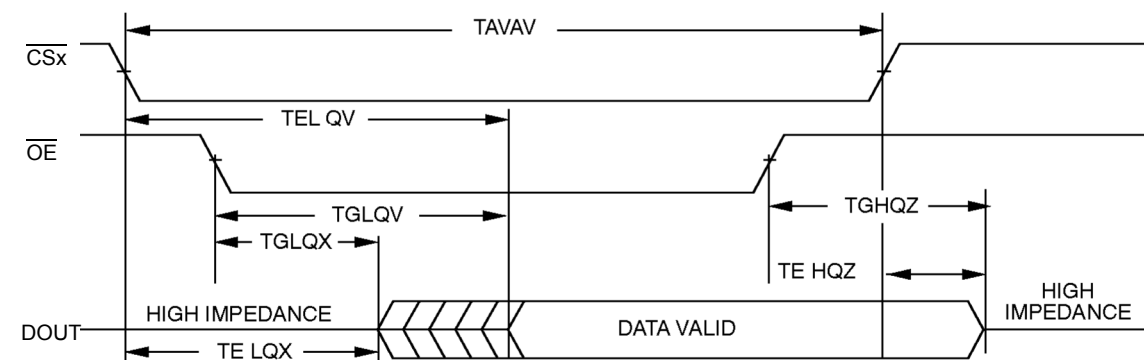 TAVAV
CSx
TEL QV
OE
TGLQV
TGHQZ
TGLQX
TE HQZ
HIGH IMPEDANCE
HIGH
IMPEDANCE
DOUT
DATA VALID
TE LQX